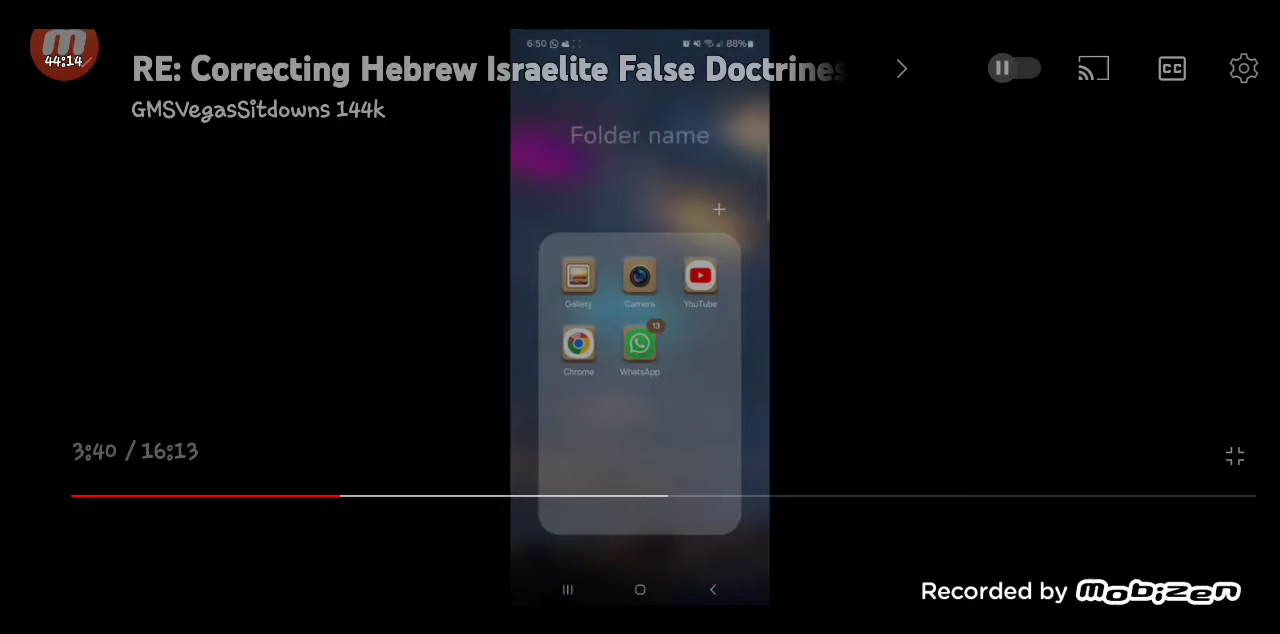 44:14
6:50
88%
RE: Correcting Hebrew Israelite False Doctrines
GMSVegasSitdowns 144k
CC
Folder name
Gallery Camera YouTube
13
Chrome WhatsApp
3:40 / 16:13
Recorded by mobizen